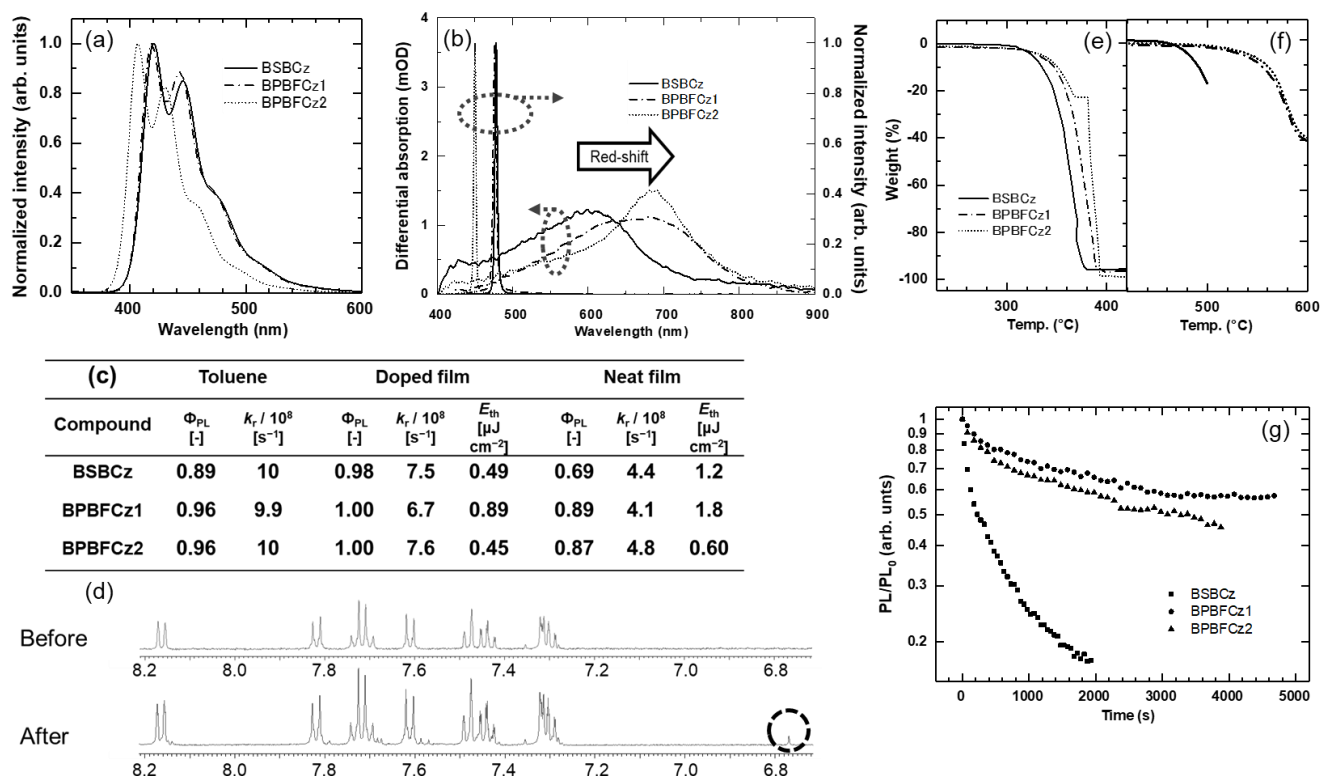 (a)
Normalized intensity (arb. units)
1.0
0.8
0.6
0.4
0.2
0.0
BSBCz
BPBFCz1
BPBFCz2
400 500 600
Wavelength (nm)
(b)
Differential absorption (mOD)
4
3
2
1
0
BSBCz
BPBFCz1
BPBFCz2
Red-shift
1.0
0.8
0.6
0.4
0.2
0.0
Normalized intensity (arb. units)
400 500 600 700 800 900
Wavelength (nm)
(e)
Weight (%)
0
-20
-40
-60
-80
-100
BSBCz
BPBFCz1
BPBFCz2
300 400
Temp. (°C)
(f)
500 600
Temp. (°C)
(c) Toluene Doped film Neat film
Compound ΦPL [-] kr / 10⁸ [s⁻¹] ΦPL [-] kr / 10⁸ [s⁻¹] Eth [μJ cm⁻²] ΦPL [-] kr / 10⁸ [s⁻¹] Eth [μJ cm⁻²]
BSBCz 0.89 10 0.98 7.5 0.49 0.69 4.4 1.2
BPBFCz1 0.96 9.9 1.00 6.7 0.89 0.89 4.1 1.8
BPBFCz2 0.96 10 1.00 7.6 0.45 0.87 4.8 0.60
(d)
Before
8.2 8.0 7.8 7.6 7.4 7.2 7.0 6.8
After
8.2 8.0 7.8 7.6 7.4 7.2 7.0 6.8
(g)
PL/PL₀ (arb. unts)
1
0.9
0.8
0.7
0.6
0.5
0.4
0.3
0.2
BSBCz
BPBFCz1
BPBFCz2
0 1000 2000 3000 4000 5000
Time (s)